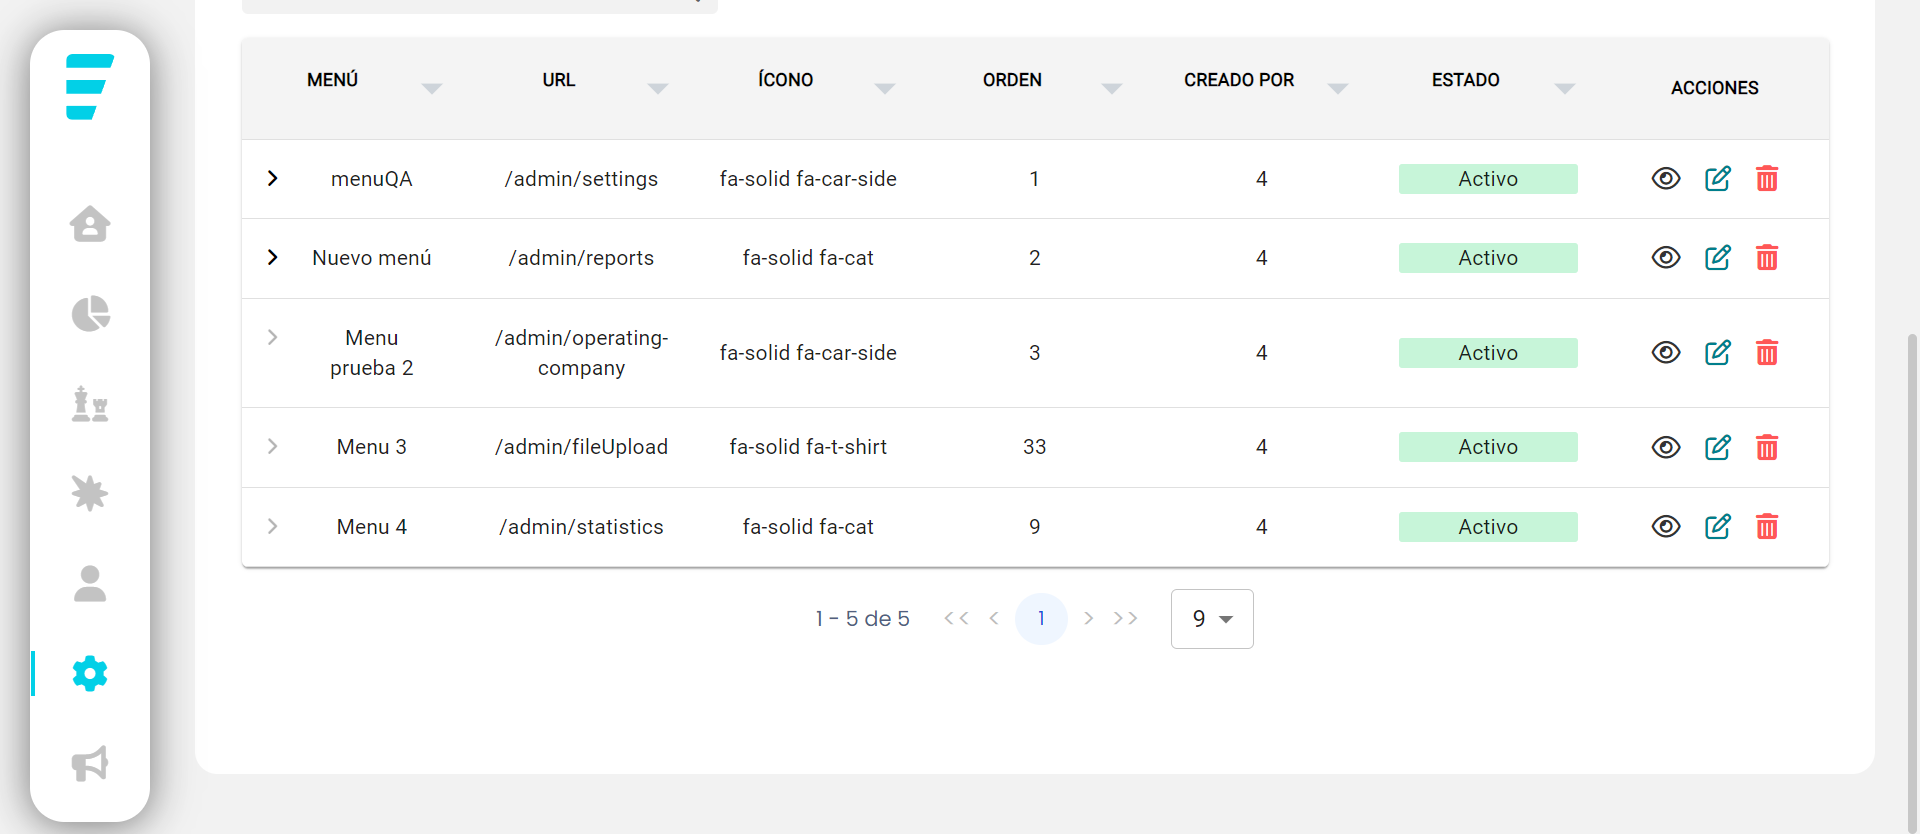 MENÚ URL ÍCONO ORDEN CREADO POR ESTADO ACCIONES
menuQA /admin/settings fa-solid fa-car-side 1 4 Activo
Nuevo menú /admin/reports fa-solid fa-cat 2 4 Activo
Menu prueba 2 /admin/operating-company fa-solid fa-car-side 3 4 Activo
Menu 3 /admin/fileUpload fa-solid fa-t-shirt 33 4 Activo
Menu 4 /admin/statistics fa-solid fa-cat 9 4 Activo
1 - 5 de 5 << < 1 > >> 9